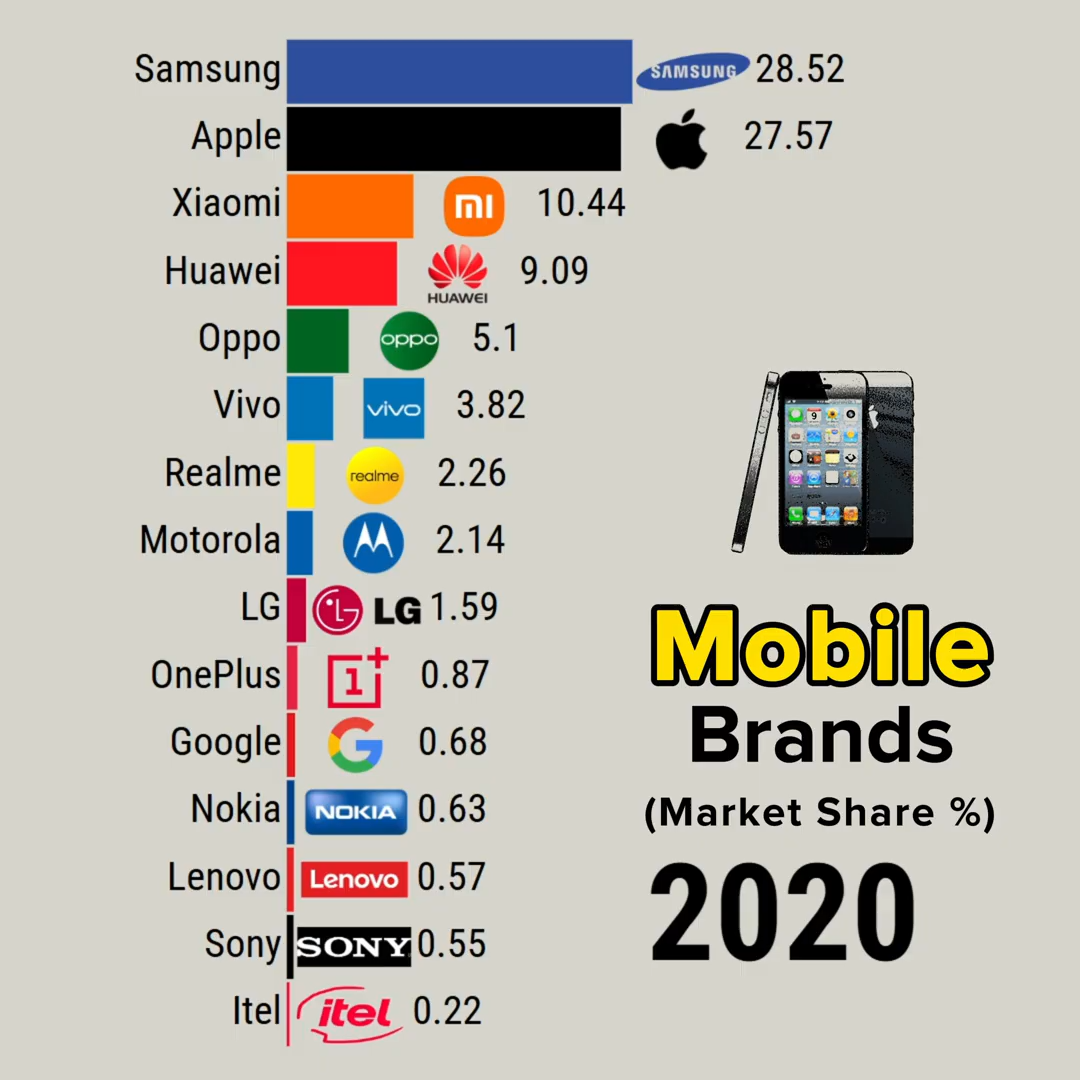 Samsung SAMSUNG 28.52
Apple 27.57
Xiaomi mi 10.44
Huawei HUAWEI 9.09
Oppo oppo 5.1
Vivo vivo 3.82
Realme realme 2.26
Motorola 2.14
LG LG LG 1.59
OnePlus 1+ 0.87
Google G 0.68
Nokia NOKIA 0.63
Lenovo Lenovo 0.57
Sony SONY 0.55
Itel itel 0.22
Mobile
Brands
(Market Share %)
2020